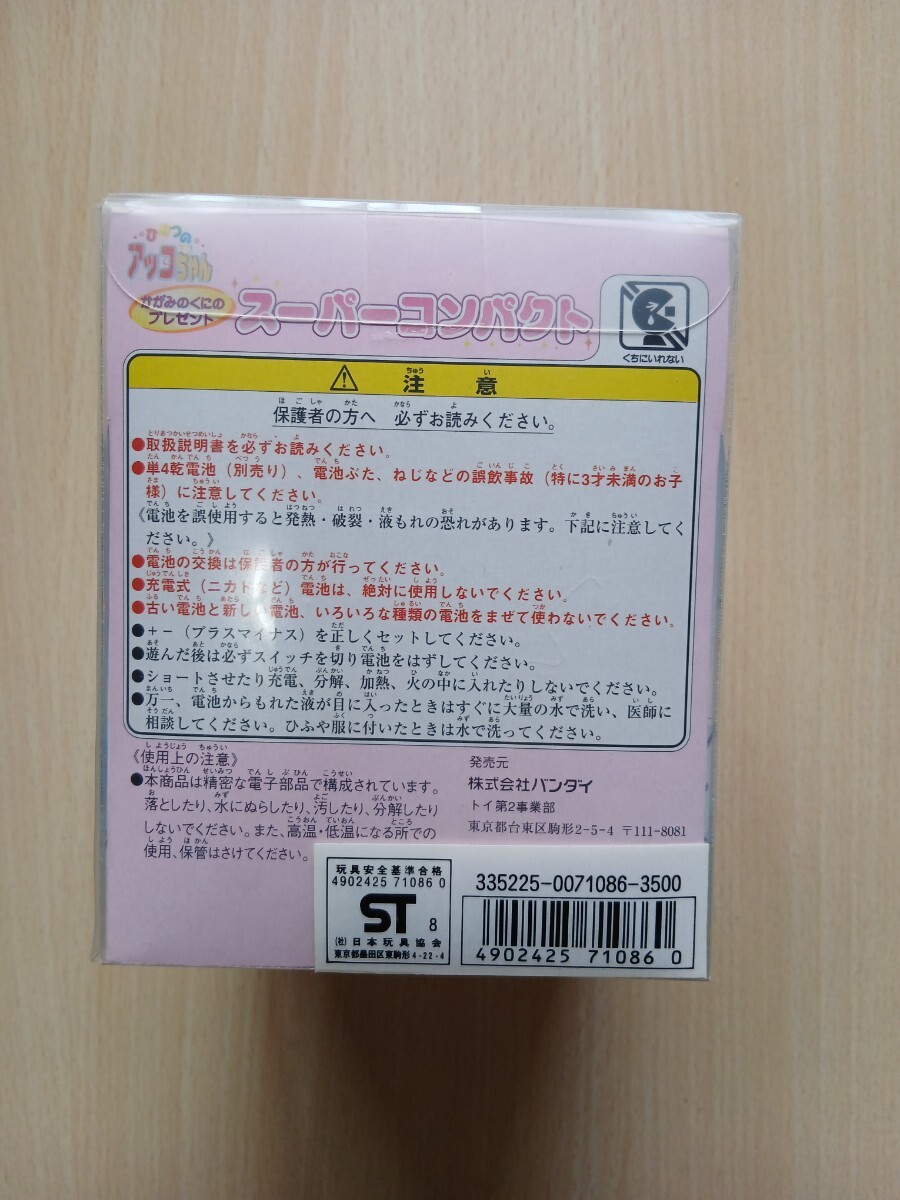 ひみつの
アッコちゃん
かがみのくにの
プレゼント
スーパーコンパクト
くちにいれない
注意
保護者の方へ 必ずお読みください。
●取扱説明書を必ずお読みください。
●単4乾電池(別売り)、電池ぶた、ねじなどの誤飲事故(特に3才未満のお子
様)に注意してください。
《電池を誤使用すると発熱・破裂・液もれの恐れがあります。下記に注意してく
ださい。》
●電池の交換は保護者の方が行ってください。
●充電式(ニカドなど)電池は、絶対に使用しないでください。
●古い電池と新しい電池、いろいろな種類の電池をまぜて使わないでください。
●+-(プラスマイナス)を正しくセットしてください。
●遊んだ後は必ずスイッチを切り電池をはずしてください。
●ショートさせたり充電、分解、加熱、火の中に入れたりしないでください。
●万一、電池からもれた液が目に入ったときはすぐに大量の水で洗い、医師に
相談してください。ひふや服に付いたときは水で洗ってください。
《使用上の注意》
●本商品は精密な電子部品で構成されています。
落としたり、水にぬらしたり、汚したり、分解したり
しないでください。また、高温・低温になる所での
使用、保管はさけてください。
発売元
株式会社バンダイ
トイ第2事業部
東京都台東区駒形2-5-4 〒111-8081
玩具安全基準合格
4902425 71086 0
ST 8
(社)日本玩具協会
東京都墨田区東駒形4-22-4
335225-0071086-3500
4902425 710860